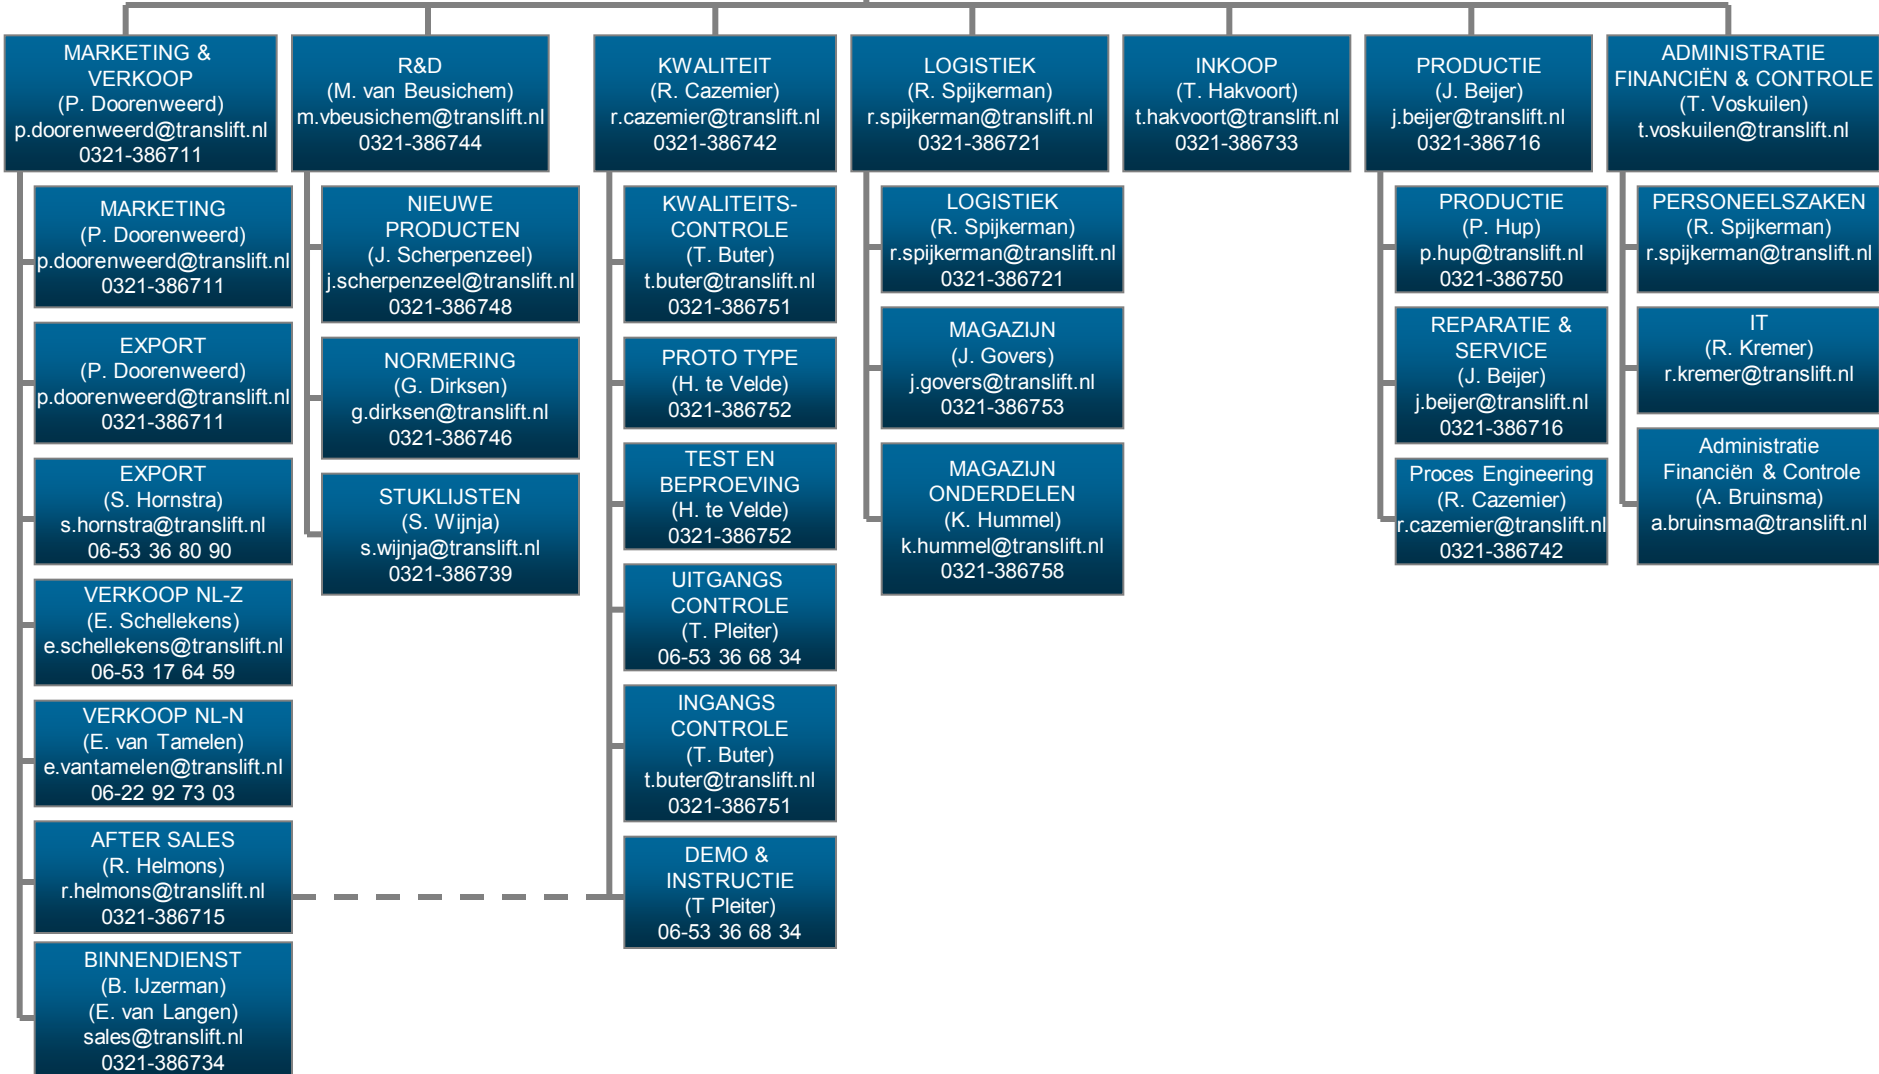 MARKETING &
VERKOOP
(P. Doorenweerd)
p.doorenweerd@translift.nl
0321-386711
R&D
(M. van Beusichem)
m.vbeusichem@translift.nl
0321-386744
KWALITEIT
(R. Cazemier)
r.cazemier@translift.nl
0321-386742
LOGISTIEK
(R. Spijkerman)
r.spijkerman@translift.nl
0321-386721
INKOOP
(T. Hakvoort)
t.hakvoort@translift.nl
0321-386733
PRODUCTIE
(J. Beijer)
j.beijer@translift.nl
0321-386716
ADMINISTRATIE
FINANCIËN & CONTROLE
(T. Voskuilen)
t.voskuilen@translift.nl
MARKETING
(P. Doorenweerd)
p.doorenweerd@translift.nl
0321-386711
EXPORT
(P. Doorenweerd)
p.doorenweerd@translift.nl
0321-386711
EXPORT
(S. Hornstra)
s.hornstra@translift.nl
06-53 36 80 90
VERKOOP NL-Z
(E. Schellekens)
e.schellekens@translift.nl
06-53 17 64 59
VERKOOP NL-N
(E. van Tamelen)
e.vantamelen@translift.nl
06-22 92 73 03
AFTER SALES
(R. Helmons)
r.helmons@translift.nl
0321-386715
BINNENDIENST
(B. IJzerman)
(E. van Langen)
sales@translift.nl
0321-386734
NIEUWE
PRODUCTEN
(J. Scherpenzeel)
j.scherpenzeel@translift.nl
0321-386748
NORMERING
(G. Dirksen)
g.dirksen@translift.nl
0321-386746
STUKLIJSTEN
(S. Wijnja)
s.wijnja@translift.nl
0321-386739
KWALITEITS-
CONTROLE
(T. Buter)
t.buter@translift.nl
0321-386751
PROTO TYPE
(H. te Velde)
0321-386752
TEST EN
BEPROEVING
(H. te Velde)
0321-386752
UITGANGS
CONTROLE
(T. Pleiter)
06-53 36 68 34
INGANGS
CONTROLE
(T. Buter)
t.buter@translift.nl
0321-386751
DEMO &
INSTRUCTIE
(T Pleiter)
06-53 36 68 34
LOGISTIEK
(R. Spijkerman)
r.spijkerman@translift.nl
0321-386721
MAGAZIJN
(J. Govers)
j.govers@translift.nl
0321-386753
MAGAZIJN
ONDERDELEN
(K. Hummel)
k.hummel@translift.nl
0321-386758
PRODUCTIE
(P. Hup)
p.hup@translift.nl
0321-386750
REPARATIE &
SERVICE
(J. Beijer)
j.beijer@translift.nl
0321-386716
Proces Engineering
(R. Cazemier)
r.cazemier@translift.nl
0321-386742
PERSONEELSZAKEN
(R. Spijkerman)
r.spijkerman@translift.nl
IT
(R. Kremer)
r.kremer@translift.nl
Administratie
Financiën & Controle
(A. Bruinsma)
a.bruinsma@translift.nl